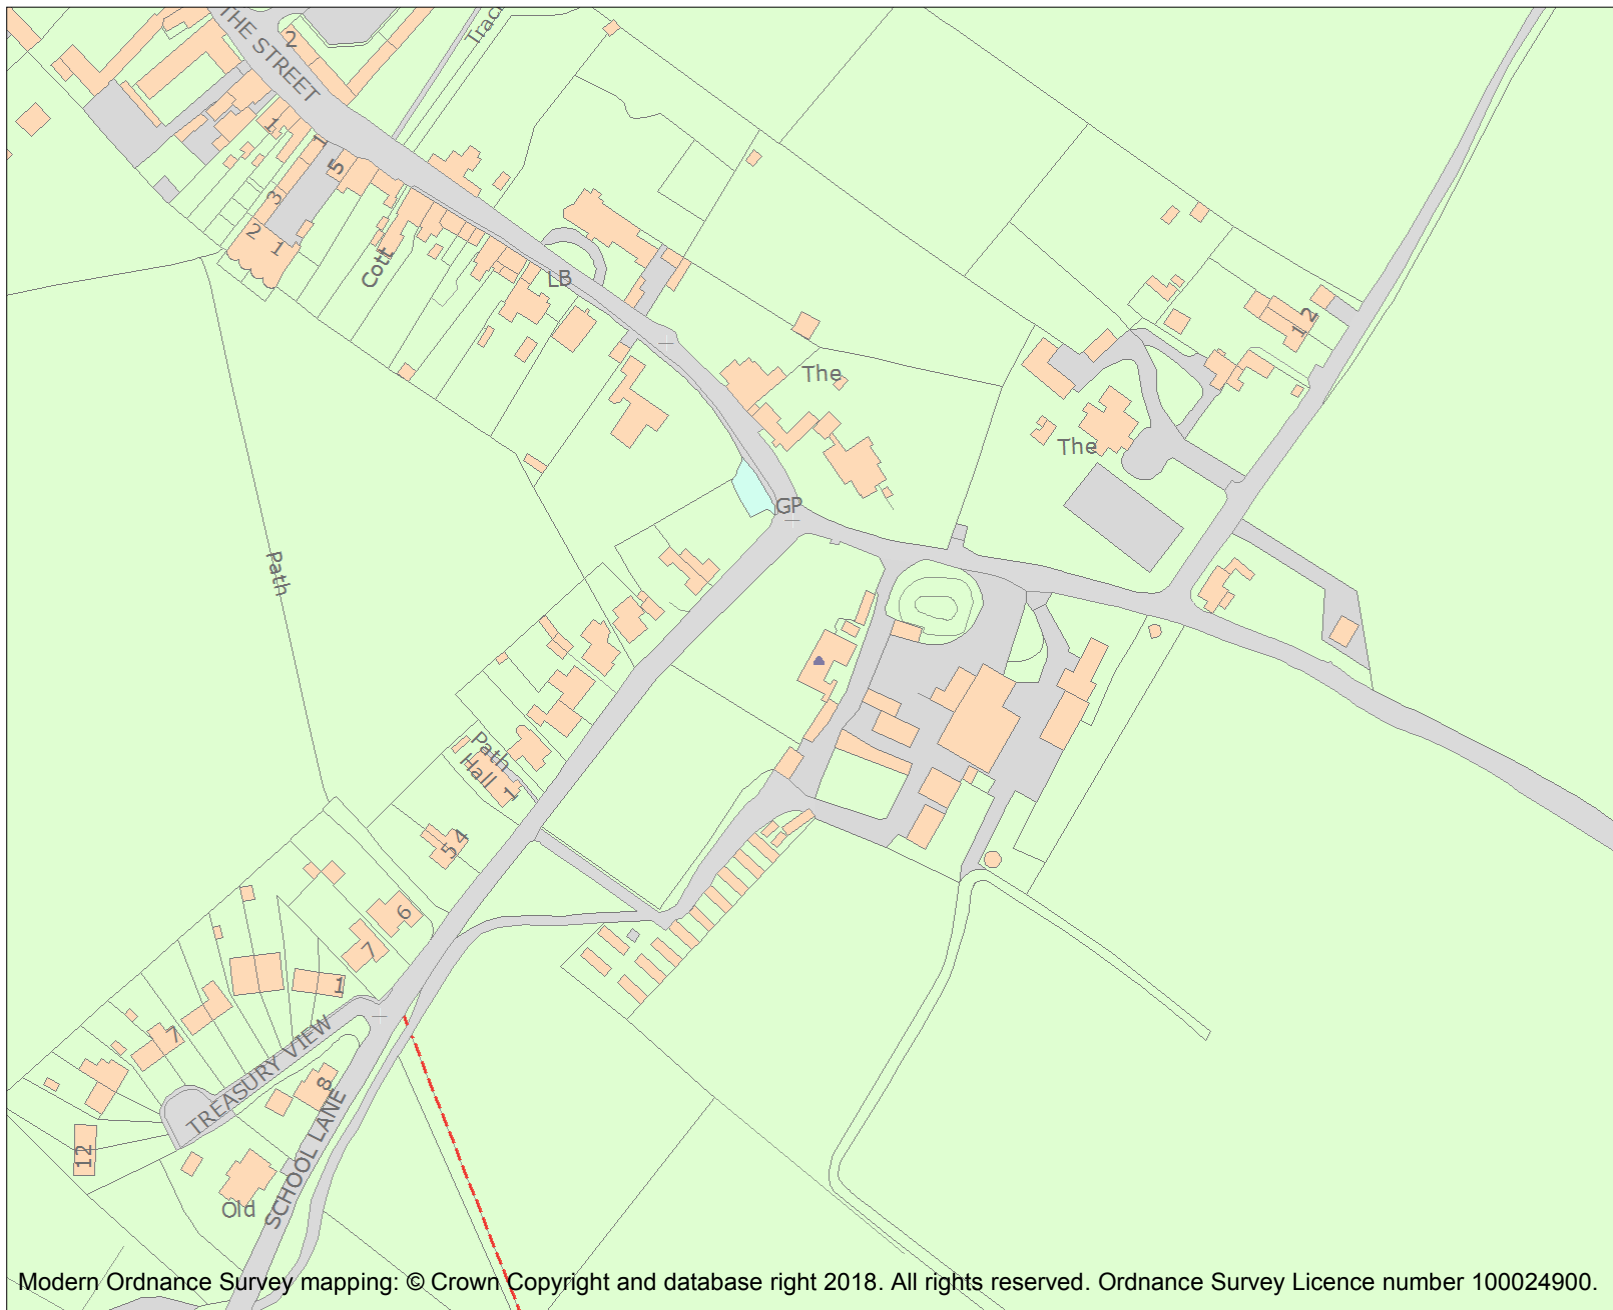 THE STREET
2
Track
1
1
5
3
2
1
Cott
LB
The
2
1
The
GP
Path
Path
Hall
1
5
4
6
7
1
7
TREASURY VIEW
8
12
SCHOOL LANE
Old
Modern Ordnance Survey mapping: © Crown Copyright and database right 2018. All rights reserved. Ordnance Survey Licence number 100024900.